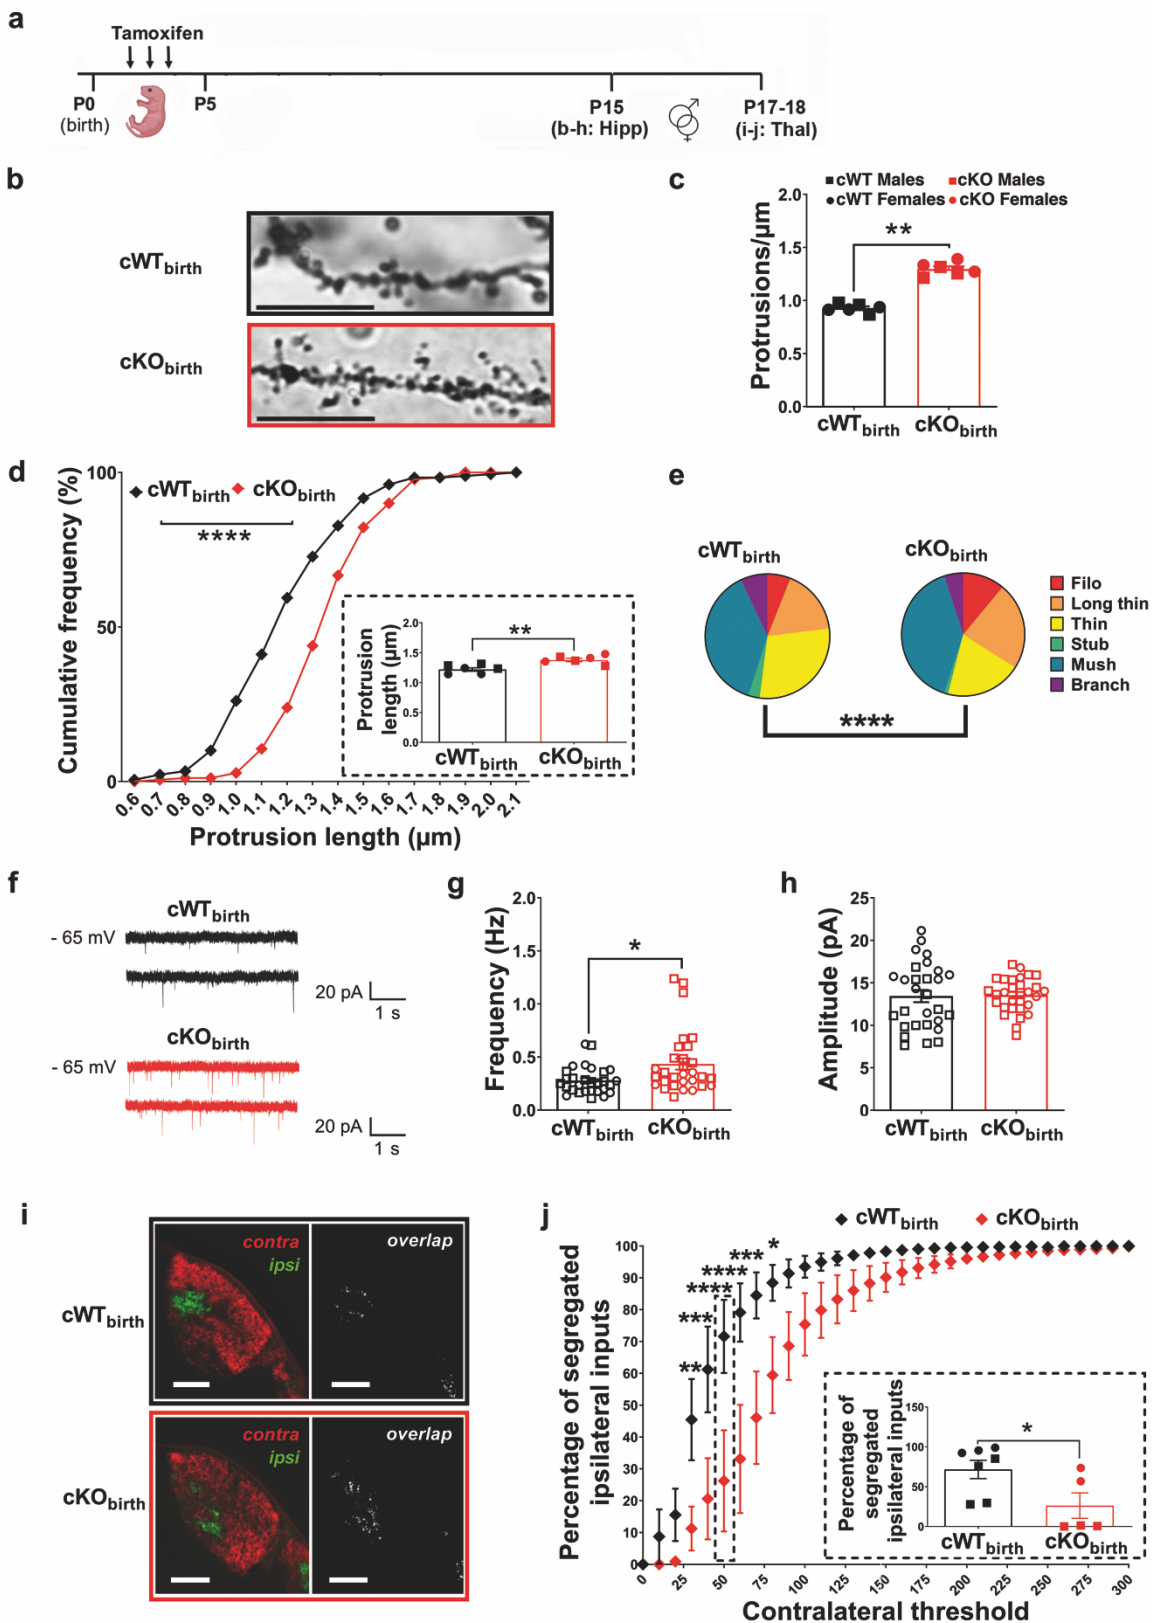 a
Tamoxifen
P0
(birth)
P5
P15
(b-h: Hipp)
P17-18
(i-j: Thal)
b
cWTbirth
cKObirth
c
cWT Males
cKO Males
cWT Females
cKO Females
Protrusions/µm
2.0
1.5
1.0
0.5
0.0
**
cWTbirth
cKObirth
d
cWTbirth
cKObirth
****
Cumulative frequency (%)
100
50
0
0.6
0.7
0.8
0.9
1.0
1.1
1.2
1.3
1.4
1.5
1.6
1.7
1.8
1.9
2.0
2.1
Protrusion length (µm)
Protrusion
length (µm)
2.0
1.5
1.0
0.5
0.0
**
cWTbirth
cKObirth
e
cWTbirth
cKObirth
****
Filo
Long thin
Thin
Stub
Mush
Branch
f
cWTbirth
- 65 mV
20 pA
1 s
cKObirth
- 65 mV
20 pA
1 s
g
Frequency (Hz)
2.0
1.5
1.0
0.5
0.0
*
cWTbirth
cKObirth
h
Amplitude (pA)
25
20
15
10
5
0
cWTbirth
cKObirth
i
cWTbirth
contra
ipsi
overlap
cKObirth
contra
ipsi
overlap
j
cWTbirth
cKObirth
Percentage of segregated
ipsilateral inputs
100
90
80
70
60
50
40
30
20
10
0
**
***
****
****
***
*
0
25
50
75
100
125
150
175
200
225
250
275
300
Contralateral threshold
Percentage of
segregated
ipsilateral inputs
150
100
50
0
*
cWTbirth
cKObirth